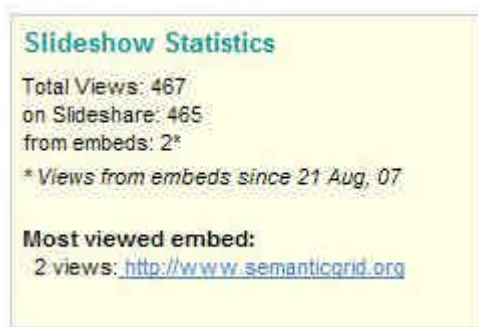 Slideshow Statistics
Total Views: 467
on Slideshare: 465
from embeds: 2*
* Views from embeds since 21 Aug, 07
Most viewed embed:
2 views: http://www.semanticgrid.org